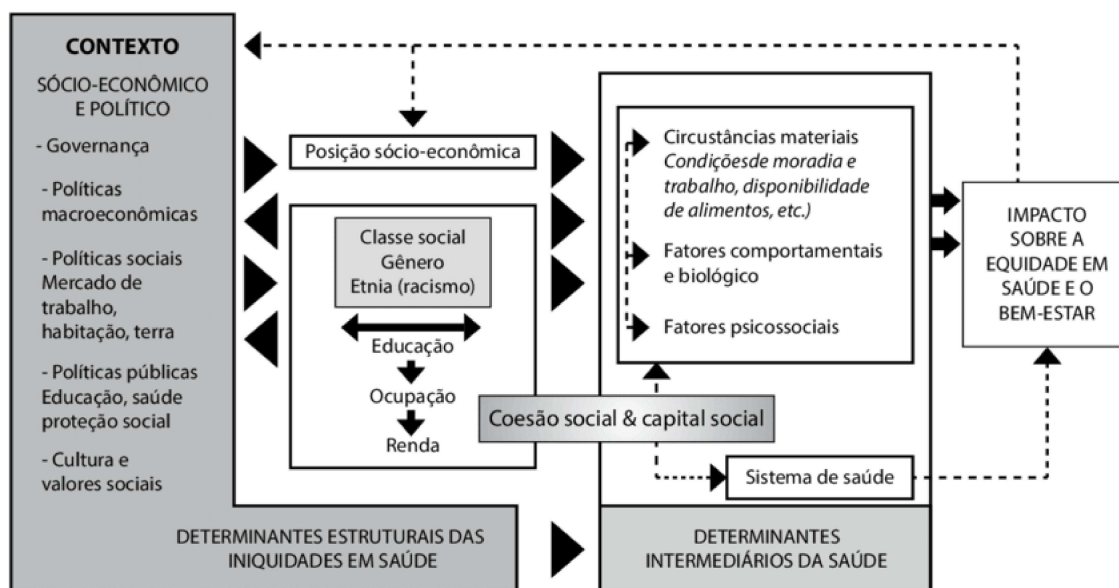 CONTEXTO
SÓCIO-ECONÔMICO
E POLÍTICO
- Governança
- Políticas
macroeconômicas
- Políticas sociais
Mercado de
trabalho,
habitação, terra
- Políticas públicas
Educação, saúde
proteção social
- Cultura e
valores sociais
DETERMINANTES ESTRUTURAIS DAS
INIQUIDADES EM SAÚDE
Posição sócio-econômica
Classe social
Gênero
Etnia (racismo)
Educação
Ocupação
Renda
Coesão social & capital social
Circustâncias materiais
Condiçõesde moradia e
trabalho, disponibilidade
de alimentos, etc.)
Fatores comportamentais
e biológico
Fatores psicossociais
Sistema de saúde
DETERMINANTES
INTERMEDIÁRIOS DA SAÚDE
IMPACTO
SOBRE A
EQUIDADE EM
SAÚDE E O
BEM-ESTAR